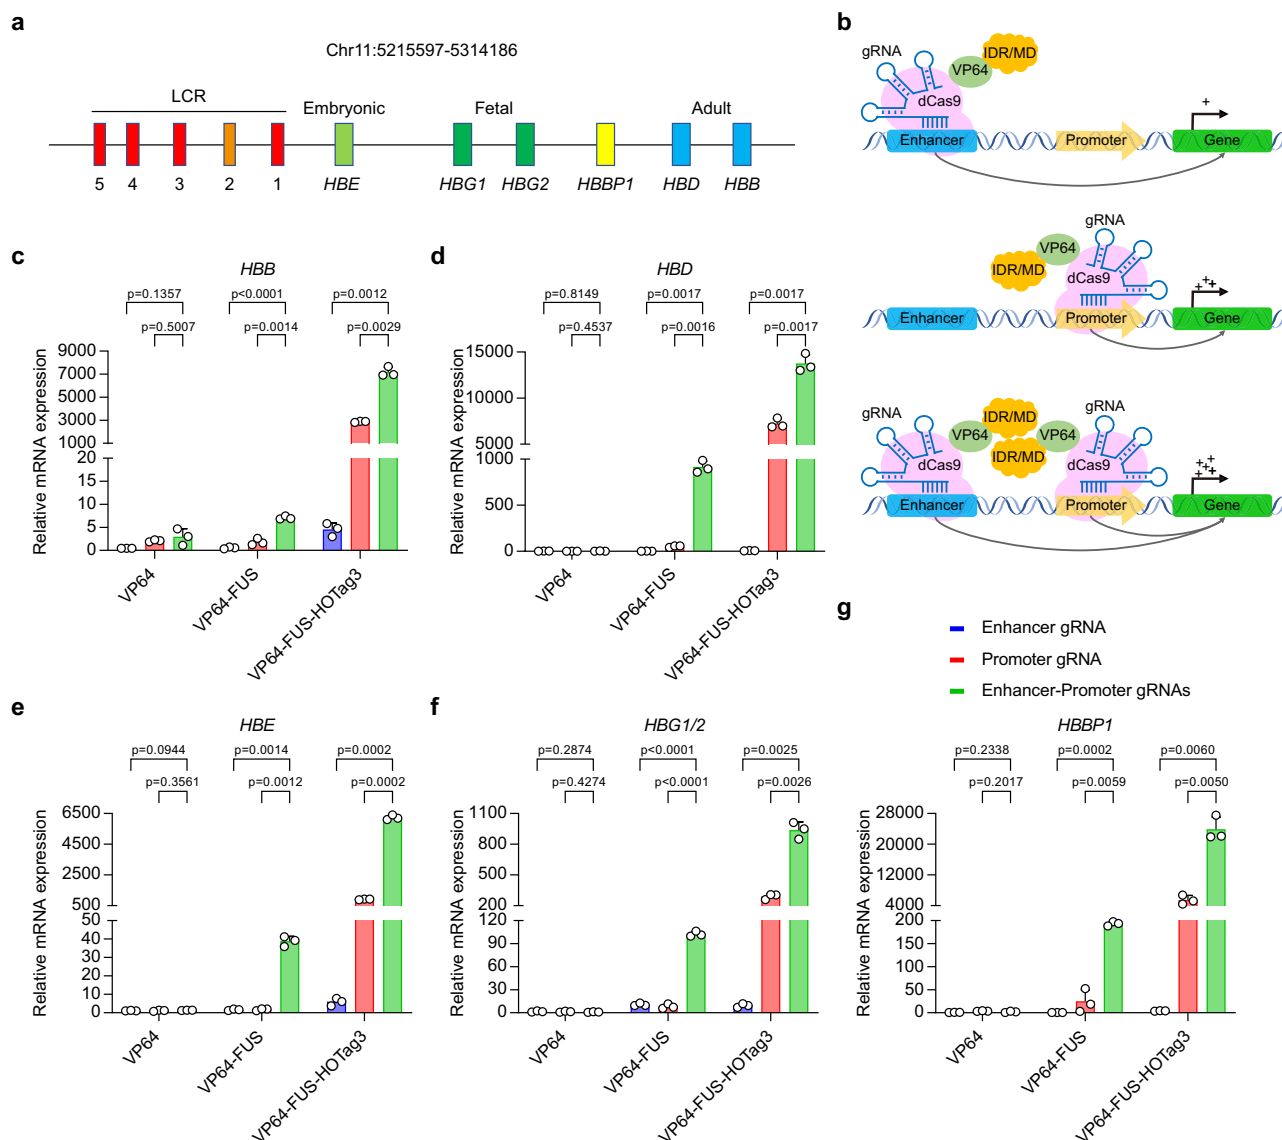 a
Chr11:5215597-5314186
LCR
Embryonic
Fetal
Adult
5 4 3 2 1 HBE HBG1 HBG2 HBBP1 HBD HBB
b
gRNA
IDR/MD
VP64
dCas9
+
Enhancer Promoter Gene
gRNA
VP64
IDR/MD
dCas9
+++
Enhancer Promoter Gene
gRNA IDR/MD gRNA
VP64 VP64
IDR/MD
dCas9 dCas9
Enhancer Promoter Gene
c
HBB
p=0.1357 p<0.0001 p=0.0012
p=0.5007 p=0.0014 p=0.0029
Relative mRNA expression
9000
7000
5000
3000
1000
20
15
10
5
0
VP64
VP64-FUS
VP64-FUS-HOTag3
d
HBD
p=0.8149 p=0.0017 p=0.0017
p=0.4537 p=0.0016 p=0.0017
Relative mRNA expression
15000
10000
5000
1000
500
0
VP64
VP64-FUS
VP64-FUS-HOTag3
Enhancer gRNA
Promoter gRNA
Enhancer-Promoter gRNAs
e
HBE
p=0.0944 p=0.0014 p=0.0002
p=0.3561 p=0.0012 p=0.0002
Relative mRNA expression
6500
4500
2500
500
50
40
30
20
10
0
VP64
VP64-FUS
VP64-FUS-HOTag3
f
HBG1/2
p=0.2874 p<0.0001 p=0.0025
p=0.4274 p<0.0001 p=0.0026
Relative mRNA expression
1100
800
500
200
120
90
60
30
0
VP64
VP64-FUS
VP64-FUS-HOTag3
g
HBBP1
p=0.2338 p=0.0002 p=0.0060
p=0.2017 p=0.0059 p=0.0050
Relative mRNA expression
28000
20000
12000
4000
200
150
100
50
0
VP64
VP64-FUS
VP64-FUS-HOTag3